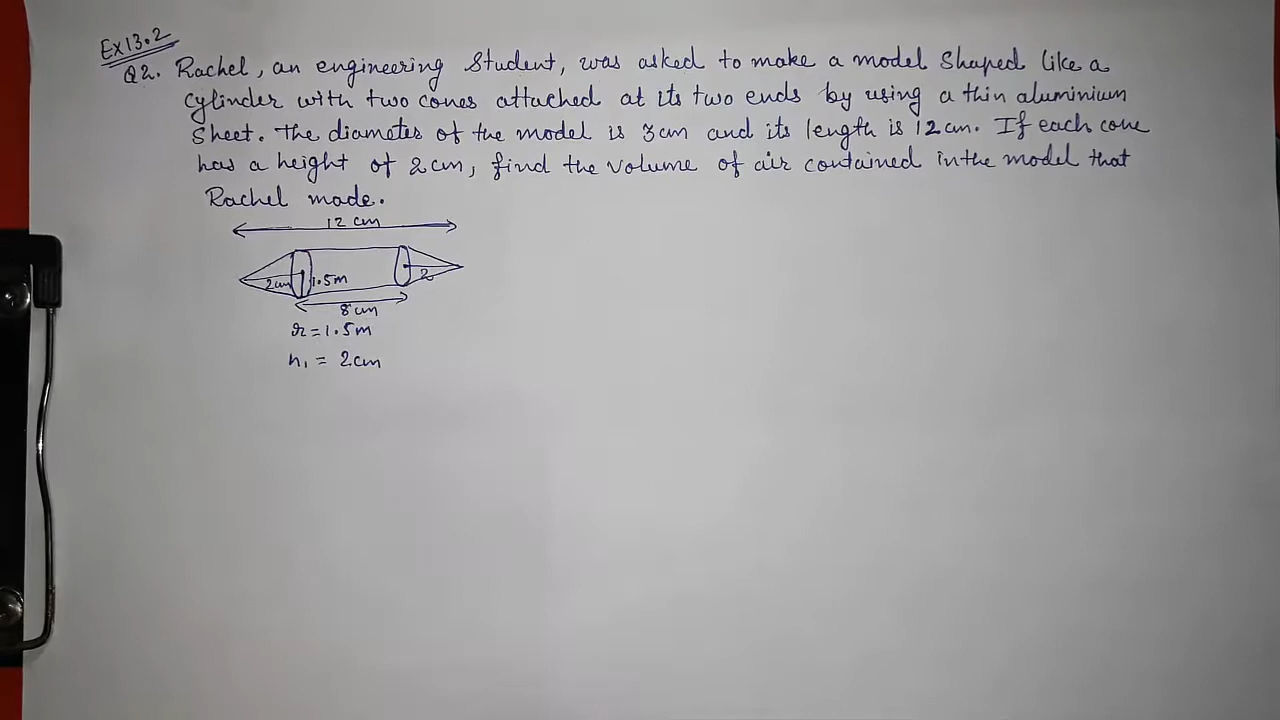 Ex13.2
Q2. Rachel, an engineering Student, was asked to make a model Shaped like a
Cylinder with two cones attached at its two ends by using a thin aluminium
Sheet. The diameter of the model is 3cm and its length is 12cm. If each cone
has a height of 2cm, find the volume of air contained in the model that
Rachel made.
12 cm
2cm 1.5m 2
8cm
r=1.5m
h₁ = 2cm